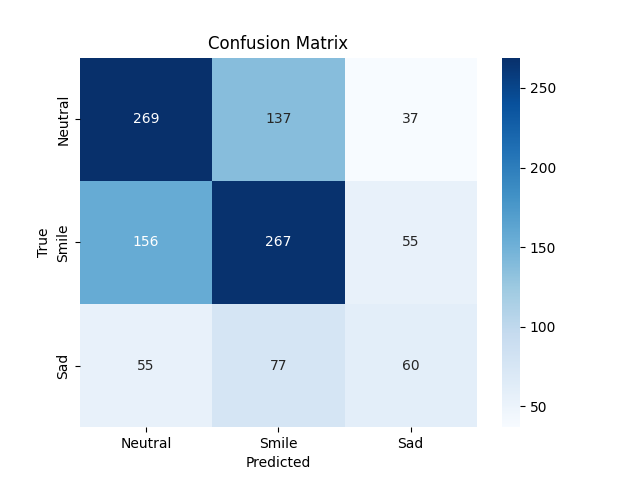 Confusion Matrix
Neutral 269 137 37
True
Smile 156 267 55
Sad 55 77 60
Neutral Smile Sad
Predicted
250
200
150
100
50